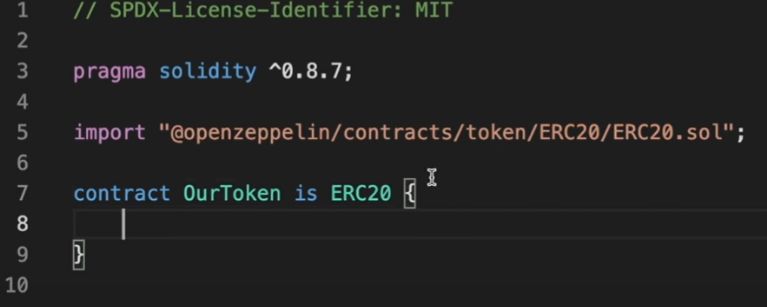 1 // SPDX-License-Identifier: MIT
2
3 pragma solidity ^0.8.7;
4
5 import "@openzeppelin/contracts/token/ERC20/ERC20.sol";
6
7 contract OurToken is ERC20 {
8
9 }
10